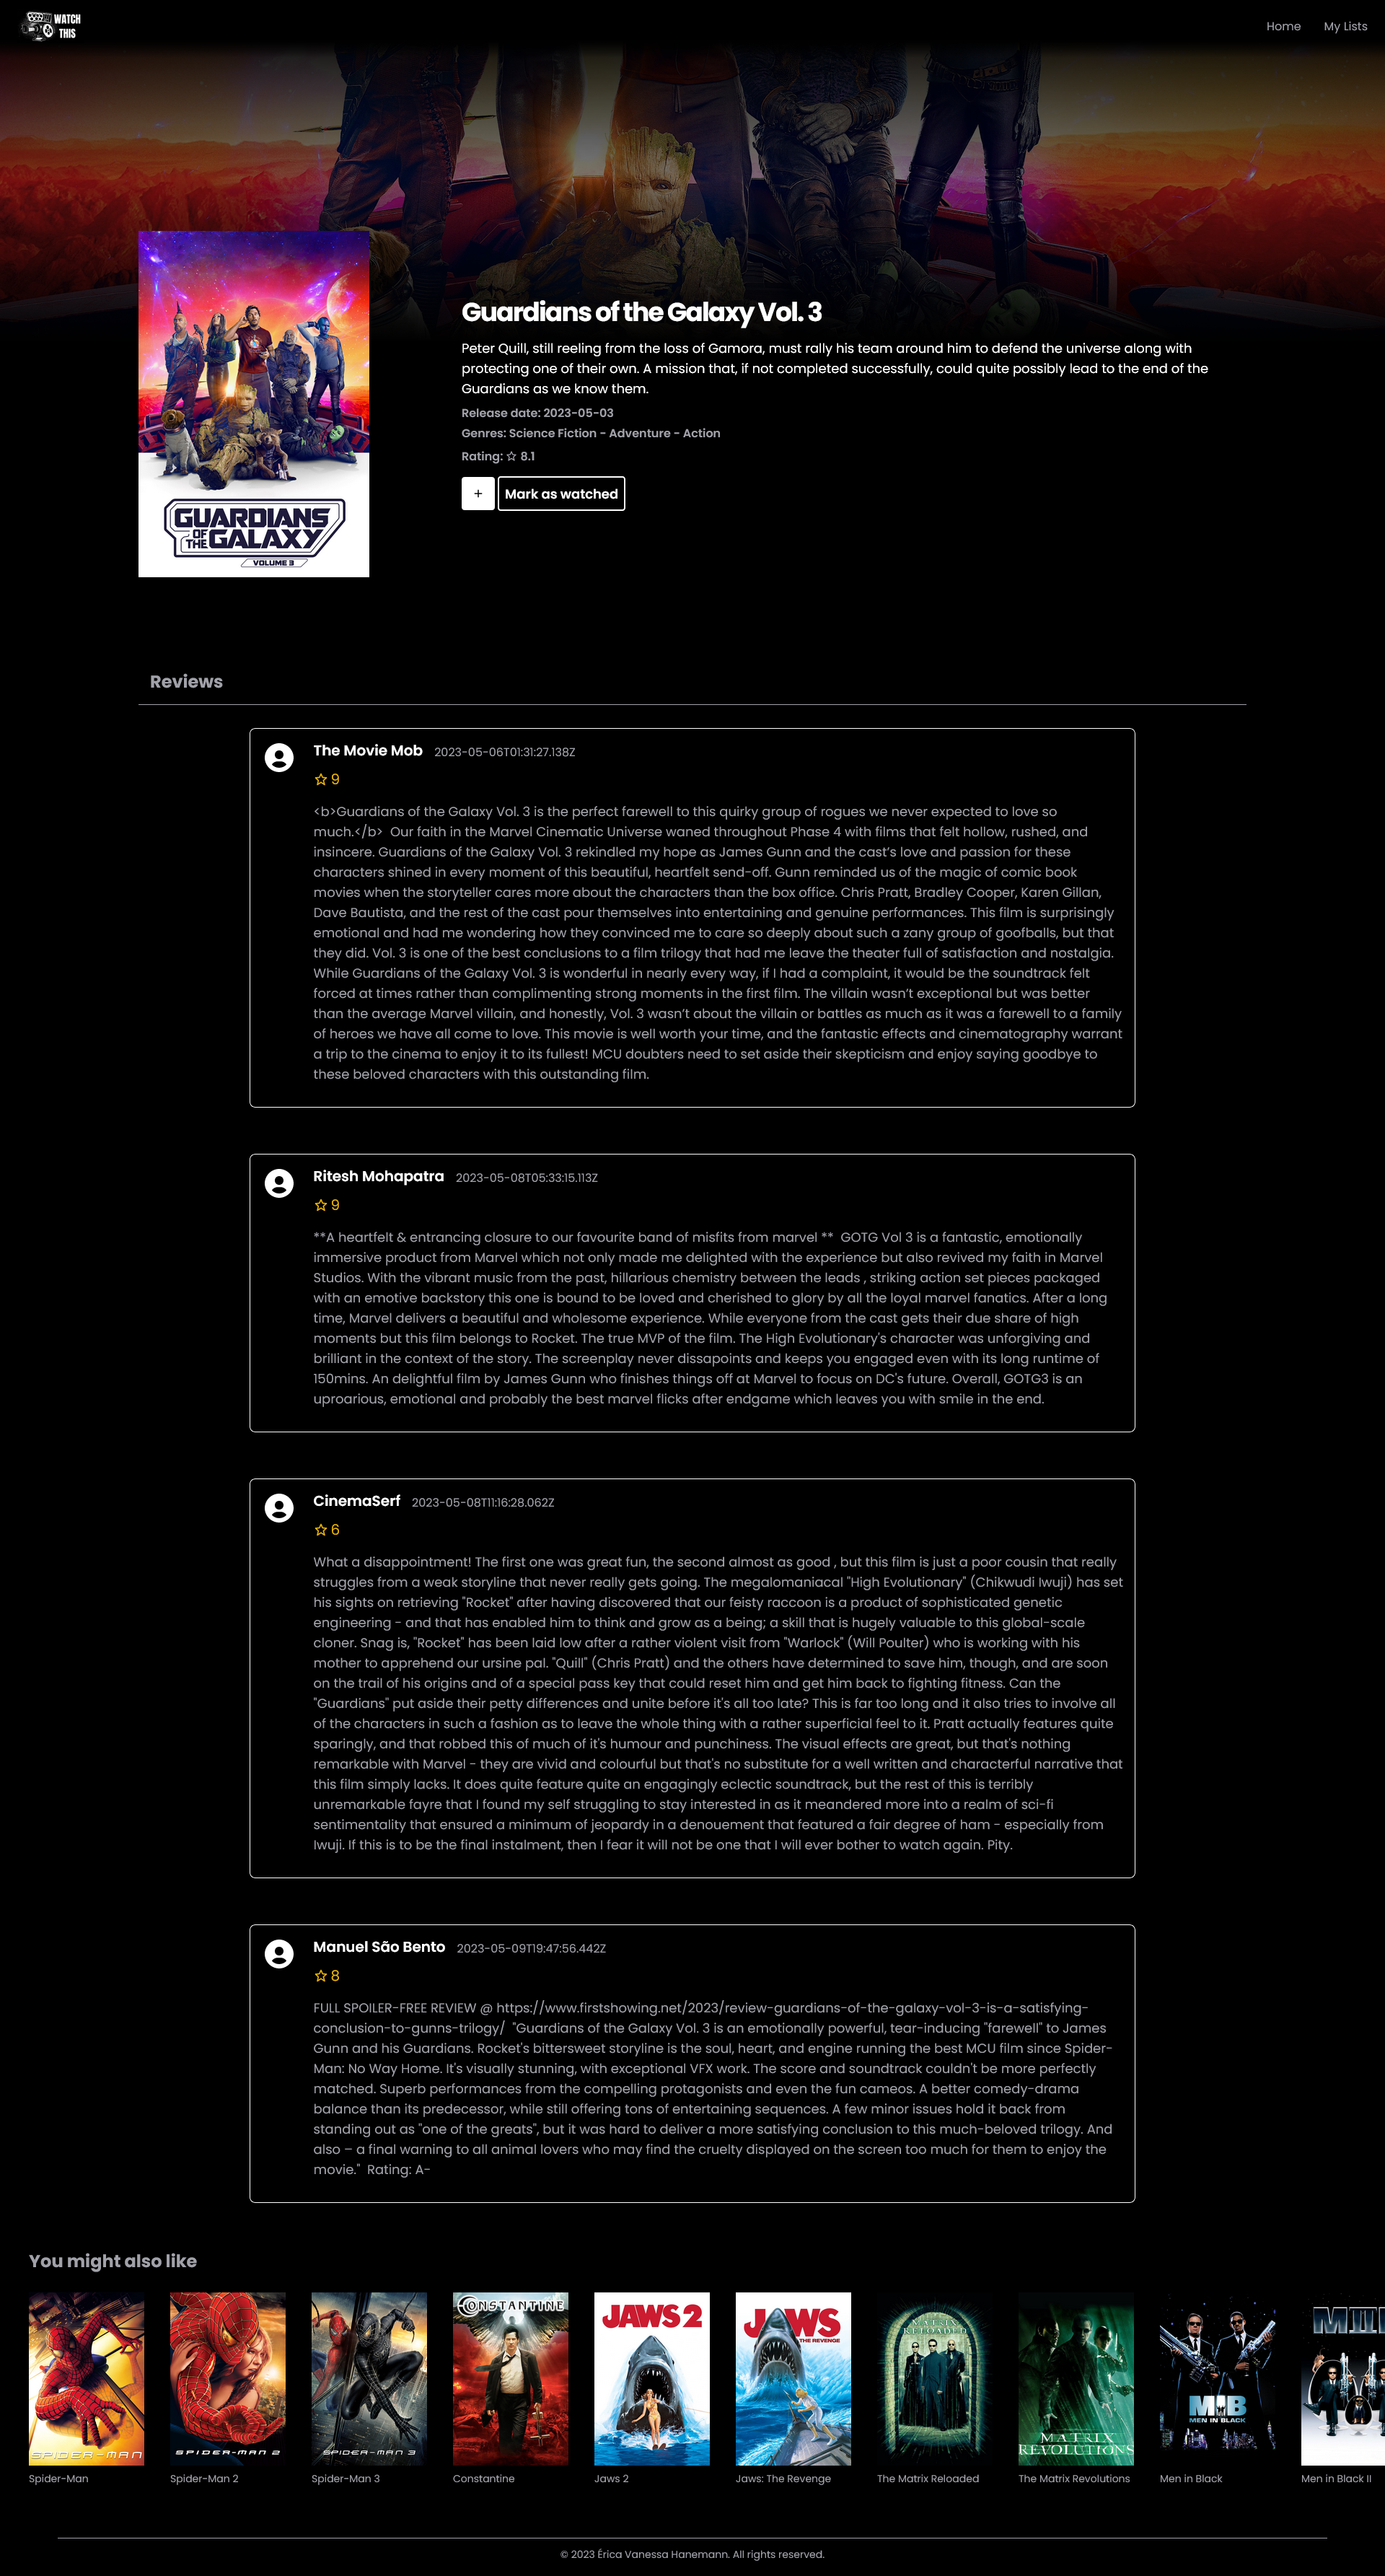 WATCH
THIS
Home
My Lists
GUARDIANS
OF THE
GALAXY
VOLUME 3
Guardians of the Galaxy Vol. 3
Peter Quill, still reeling from the loss of Gamora, must rally his team around him to defend the universe along with
protecting one of their own. A mission that, if not completed successfully, could quite possibly lead to the end of the
Guardians as we know them.
Release date: 2023-05-03
Genres: Science Fiction - Adventure - Action
Rating: ☆ 8.1
+
Mark as watched
Reviews
The Movie Mob 2023-05-06T01:31:27.138Z
☆ 9
<b>Guardians of the Galaxy Vol. 3 is the perfect farewell to this quirky group of rogues we never expected to love so
much.</b>  Our faith in the Marvel Cinematic Universe waned throughout Phase 4 with films that felt hollow, rushed, and
insincere. Guardians of the Galaxy Vol. 3 rekindled my hope as James Gunn and the cast’s love and passion for these
characters shined in every moment of this beautiful, heartfelt send-off. Gunn reminded us of the magic of comic book
movies when the storyteller cares more about the characters than the box office. Chris Pratt, Bradley Cooper, Karen Gillan,
Dave Bautista, and the rest of the cast pour themselves into entertaining and genuine performances. This film is surprisingly
emotional and had me wondering how they convinced me to care so deeply about such a zany group of goofballs, but that
they did. Vol. 3 is one of the best conclusions to a film trilogy that had me leave the theater full of satisfaction and nostalgia.
While Guardians of the Galaxy Vol. 3 is wonderful in nearly every way, if I had a complaint, it would be the soundtrack felt
forced at times rather than complimenting strong moments in the first film. The villain wasn’t exceptional but was better
than the average Marvel villain, and honestly, Vol. 3 wasn’t about the villain or battles as much as it was a farewell to a family
of heroes we have all come to love. This movie is well worth your time, and the fantastic effects and cinematography warrant
a trip to the cinema to enjoy it to its fullest! MCU doubters need to set aside their skepticism and enjoy saying goodbye to
these beloved characters with this outstanding film.
Ritesh Mohapatra 2023-05-08T05:33:15.113Z
☆ 9
**A heartfelt & entrancing closure to our favourite band of misfits from marvel **  GOTG Vol 3 is a fantastic, emotionally
immersive product from Marvel which not only made me delighted with the experience but also revived my faith in Marvel
Studios. With the vibrant music from the past, hillarious chemistry between the leads , striking action set pieces packaged
with an emotive backstory this one is bound to be loved and cherished to glory by all the loyal marvel fanatics. After a long
time, Marvel delivers a beautiful and wholesome experience. While everyone from the cast gets their due share of high
moments but this film belongs to Rocket. The true MVP of the film. The High Evolutionary's character was unforgiving and
brilliant in the context of the story. The screenplay never dissapoints and keeps you engaged even with its long runtime of
150mins. An delightful film by James Gunn who finishes things off at Marvel to focus on DC's future. Overall, GOTG3 is an
uproarious, emotional and probably the best marvel flicks after endgame which leaves you with smile in the end.
CinemaSerf 2023-05-08T11:16:28.062Z
☆ 6
What a disappointment! The first one was great fun, the second almost as good , but this film is just a poor cousin that really
struggles from a weak storyline that never really gets going. The megalomaniacal "High Evolutionary" (Chikwudi Iwuji) has set
his sights on retrieving "Rocket" after having discovered that our feisty raccoon is a product of sophisticated genetic
engineering - and that has enabled him to think and grow as a being; a skill that is hugely valuable to this global-scale
cloner. Snag is, "Rocket" has been laid low after a rather violent visit from "Warlock" (Will Poulter) who is working with his
mother to apprehend our ursine pal. "Quill" (Chris Pratt) and the others have determined to save him, though, and are soon
on the trail of his origins and of a special pass key that could reset him and get him back to fighting fitness. Can the
"Guardians" put aside their petty differences and unite before it's all too late? This is far too long and it also tries to involve all
of the characters in such a fashion as to leave the whole thing with a rather superficial feel to it. Pratt actually features quite
sparingly, and that robbed this of much of it's humour and punchiness. The visual effects are great, but that's nothing
remarkable with Marvel - they are vivid and colourful but that's no substitute for a well written and characterful narrative that
this film simply lacks. It does quite feature quite an engagingly eclectic soundtrack, but the rest of this is terribly
unremarkable fayre that I found my self struggling to stay interested in as it meandered more into a realm of sci-fi
sentimentality that ensured a minimum of jeopardy in a denouement that featured a fair degree of ham - especially from
Iwuji. If this is to be the final instalment, then I fear it will not be one that I will ever bother to watch again. Pity.
Manuel São Bento 2023-05-09T19:47:56.442Z
☆ 8
FULL SPOILER-FREE REVIEW @ https://www.firstshowing.net/2023/review-guardians-of-the-galaxy-vol-3-is-a-satisfying-
conclusion-to-gunns-trilogy/  "Guardians of the Galaxy Vol. 3 is an emotionally powerful, tear-inducing "farewell" to James
Gunn and his Guardians. Rocket's bittersweet storyline is the soul, heart, and engine running the best MCU film since Spider-
Man: No Way Home. It's visually stunning, with exceptional VFX work. The score and soundtrack couldn't be more perfectly
matched. Superb performances from the compelling protagonists and even the fun cameos. A better comedy-drama
balance than its predecessor, while still offering tons of entertaining sequences. A few minor issues hold it back from
standing out as "one of the greats", but it was hard to deliver a more satisfying conclusion to this much-beloved trilogy. And
also – a final warning to all animal lovers who may find the cruelty displayed on the screen too much for them to enjoy the
movie."  Rating: A-
You might also like
SPIDER-MAN
SPIDER-MAN 2
SPIDER-MAN 3
CONSTANTINE
JAWS 2
JAWS
THE REVENGE
MATRIX
RELOADED
MATRIX
REVOLUTIONS
MIB
MEN IN BLACK
MII
Spider-Man
Spider-Man 2
Spider-Man 3
Constantine
Jaws 2
Jaws: The Revenge
The Matrix Reloaded
The Matrix Revolutions
Men in Black
Men in Black II
© 2023 Érica Vanessa Hanemann. All rights reserved.